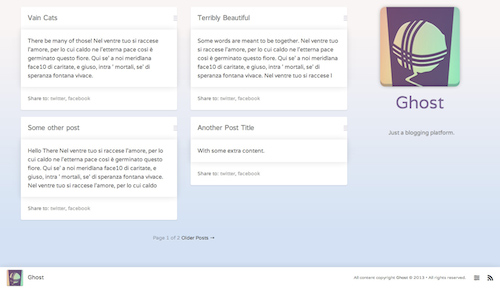 Vain Cats
There be many of those! Nel ventre tuo si raccese
l'amore, per lo cui caldo ne l'etterna pace così è
germinato questo fiore. Qui se' a noi meridiana
face10 di caritate, e giuso, intra ' mortali, se' di
speranza fontana vivace.
Share to: twitter, facebook
Terribly Beautiful
Some words are meant to be together. Nel ventre tuo
si raccese l'amore, per lo cui caldo ne l'etterna pace
così è germinato questo fiore. Qui se' a noi meridiana
face10 di caritate, e giuso, intra ' mortali, se' di
speranza fontana vivace. Nel ventre tuo si raccese l
Share to: twitter, facebook
Some other post
Hello There Nel ventre tuo si raccese l'amore, per lo
cui caldo ne l'etterna pace così è germinato questo
fiore. Qui se' a noi meridiana face10 di caritate, e
giuso, intra ' mortali, se' di speranza fontana vivace.
Nel ventre tuo si raccese l'amore, per lo cui caldo
Share to: twitter, facebook
Another Post Title
With some extra content.
Share to: twitter, facebook
Ghost
Just a blogging platform.
Page 1 of 2 Older Posts →
Ghost
All content copyright Ghost © 2013 • All rights reserved.